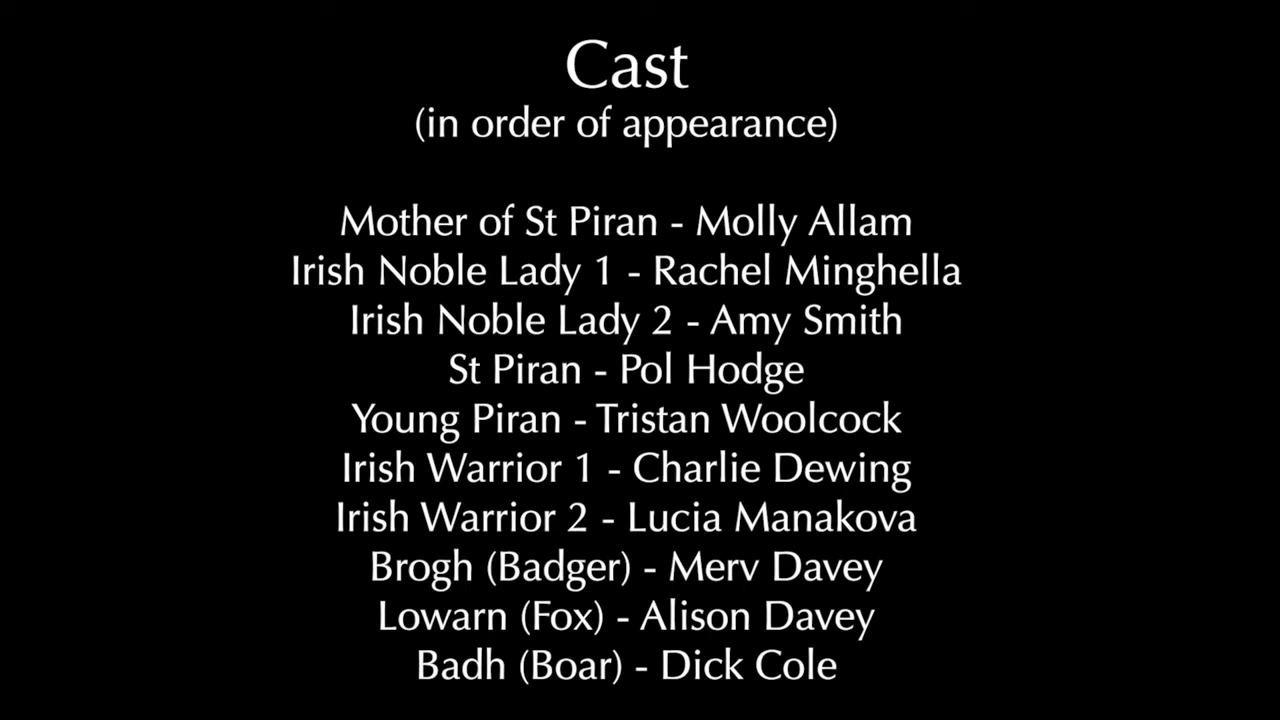 Cast
(in order of appearance)
Mother of St Piran - Molly Allam
Irish Noble Lady 1 - Rachel Minghella
Irish Noble Lady 2 - Amy Smith
St Piran - Pol Hodge
Young Piran - Tristan Woolcock
Irish Warrior 1 - Charlie Dewing
Irish Warrior 2 - Lucia Manakova
Brogh (Badger) - Merv Davey
Lowarn (Fox) - Alison Davey
Badh (Boar) - Dick Cole